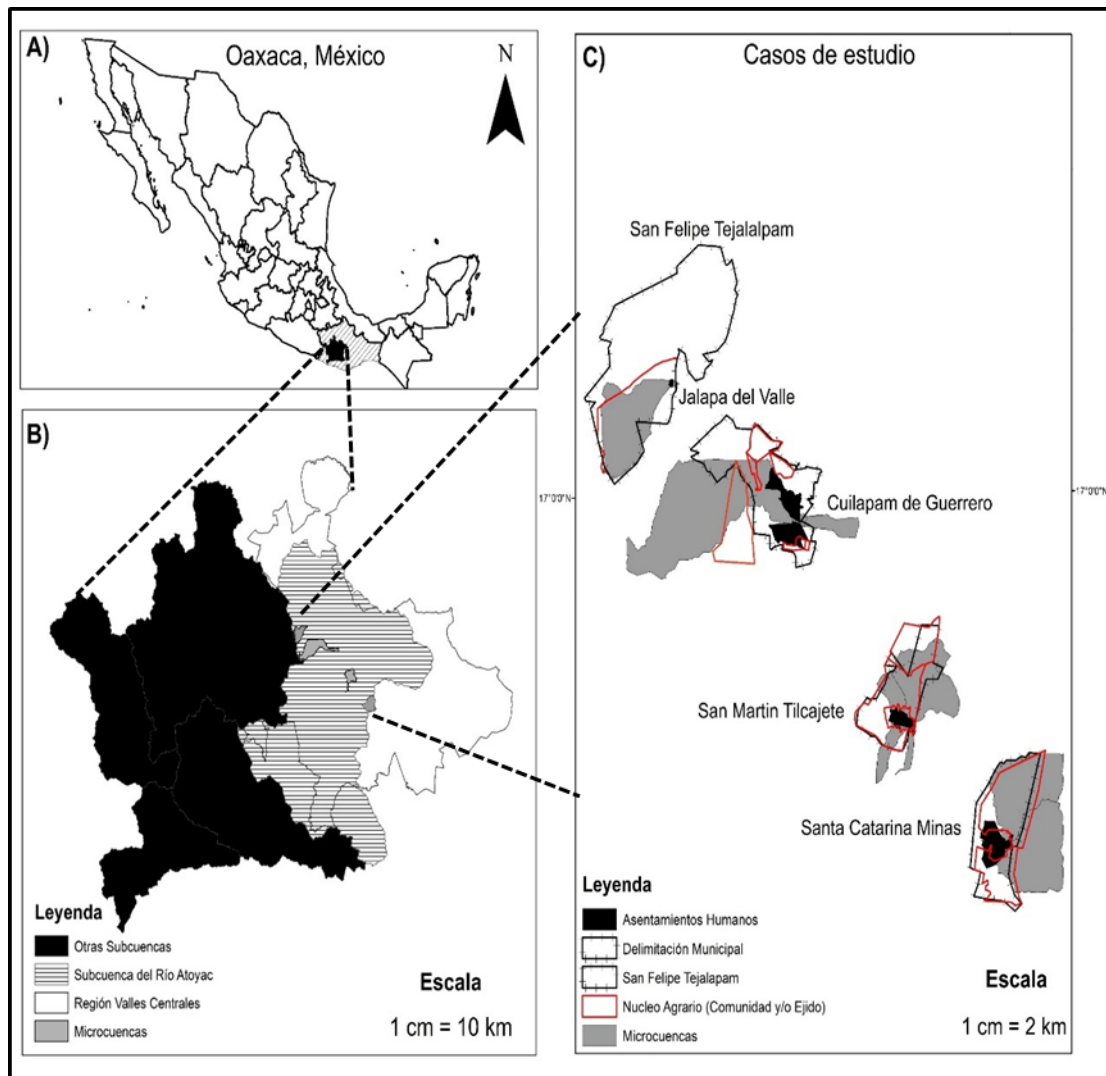 A)
Oaxaca, México
N
B)
Leyenda
Otras Subcuencas
Subcuenca del Río Atoyac
Región Valles Centrales
Microcuencas
Escala
1 cm = 10 km
C)
Casos de estudio
San Felipe Tejalalpam
Jalapa del Valle
17°0'0"N
17°0'0"N
Cuilapam de Guerrero
San Martin Tilcajete
Santa Catarina Minas
Leyenda
Asentamientos Humanos
Delimitación Municipal
San Felipe Tejalapam
Nucleo Agrario (Comunidad y/o Ejido)
Microcuencas
Escala
1 cm = 2 km